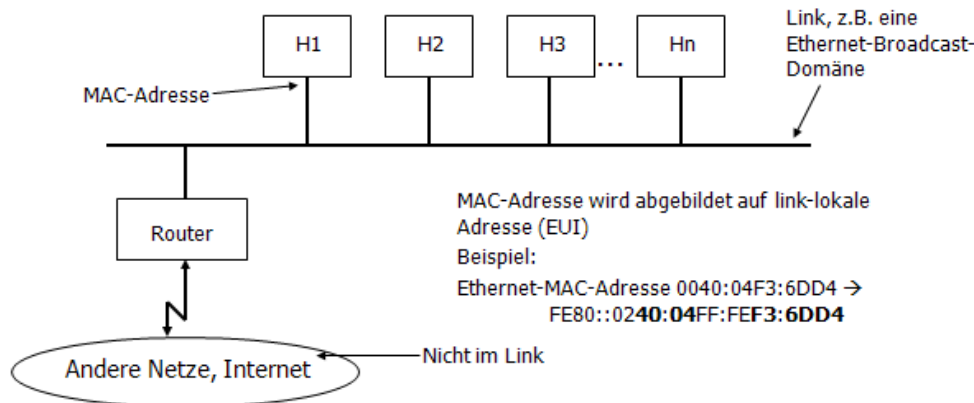 H1
H2
H3
...
Hn
Link, z.B. eine
Ethernet-Broadcast-
Domäne
MAC-Adresse
Router
MAC-Adresse wird abgebildet auf link-lokale
Adresse (EUI)
Beispiel:
Ethernet-MAC-Adresse 0040:04F3:6DD4 →
FE80::0240:04FF:FEF3:6DD4
Nicht im Link
Andere Netze, Internet